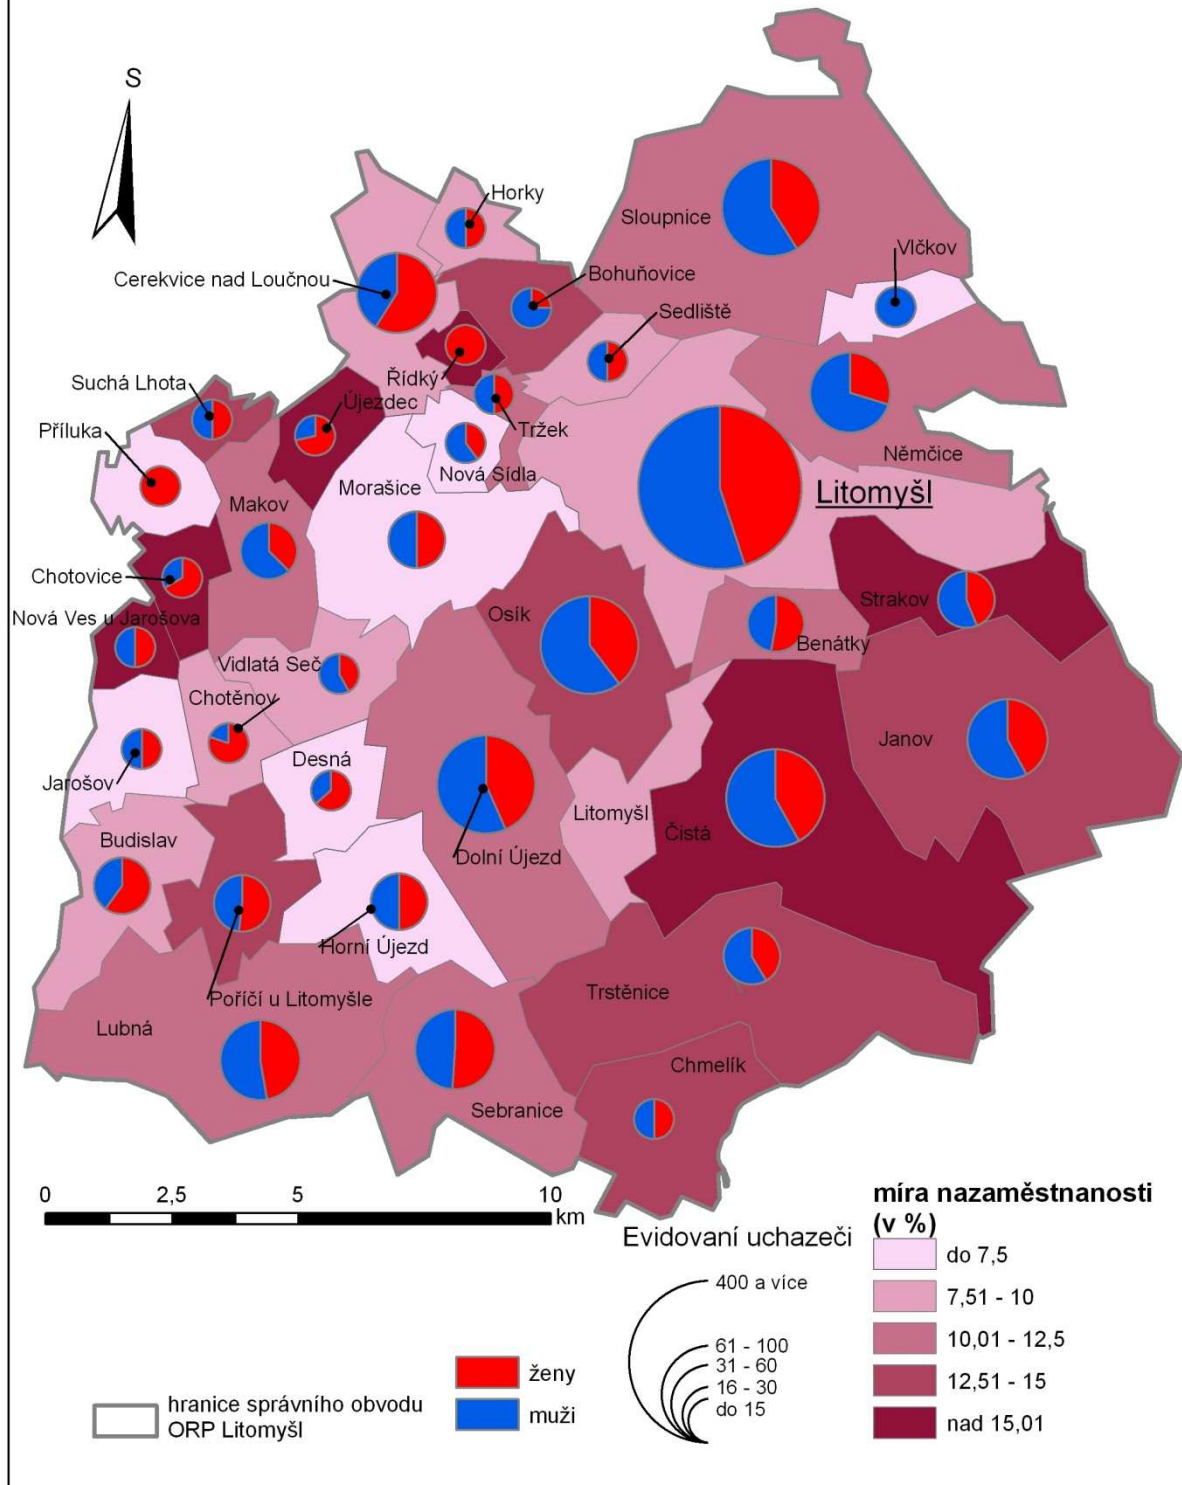 S
Horky
Sloupnice
Vlčkov
Cerekvice nad Loučnou
Bohuňovice
Sedliště
Řídký
Suchá Lhota
Újezdec
Příluka
Tržek
Nová Sídla
Němčice
Morašice
Makov
Litomyšl
Chotovice
Strakov
Nová Ves u Jarošova
Osík
Benátky
Vidlatá Seč
Chotěnov
Janov
Desná
Jarošov
Litomyšl
Čistá
Budislav
Dolní Újezd
Horní Újezd
Trstěnice
Poříčí u Litomyšle
Lubná
Chmelík
Sebranice
0 2,5 5 10
km
míra nazaměstnanosti
(v %)
do 7,5
7,51 - 10
10,01 - 12,5
12,51 - 15
nad 15,01
Evidovaní uchazeči
400 a více
61 - 100
31 - 60
16 - 30
do 15
ženy
muži
hranice správního obvodu
ORP Litomyšl